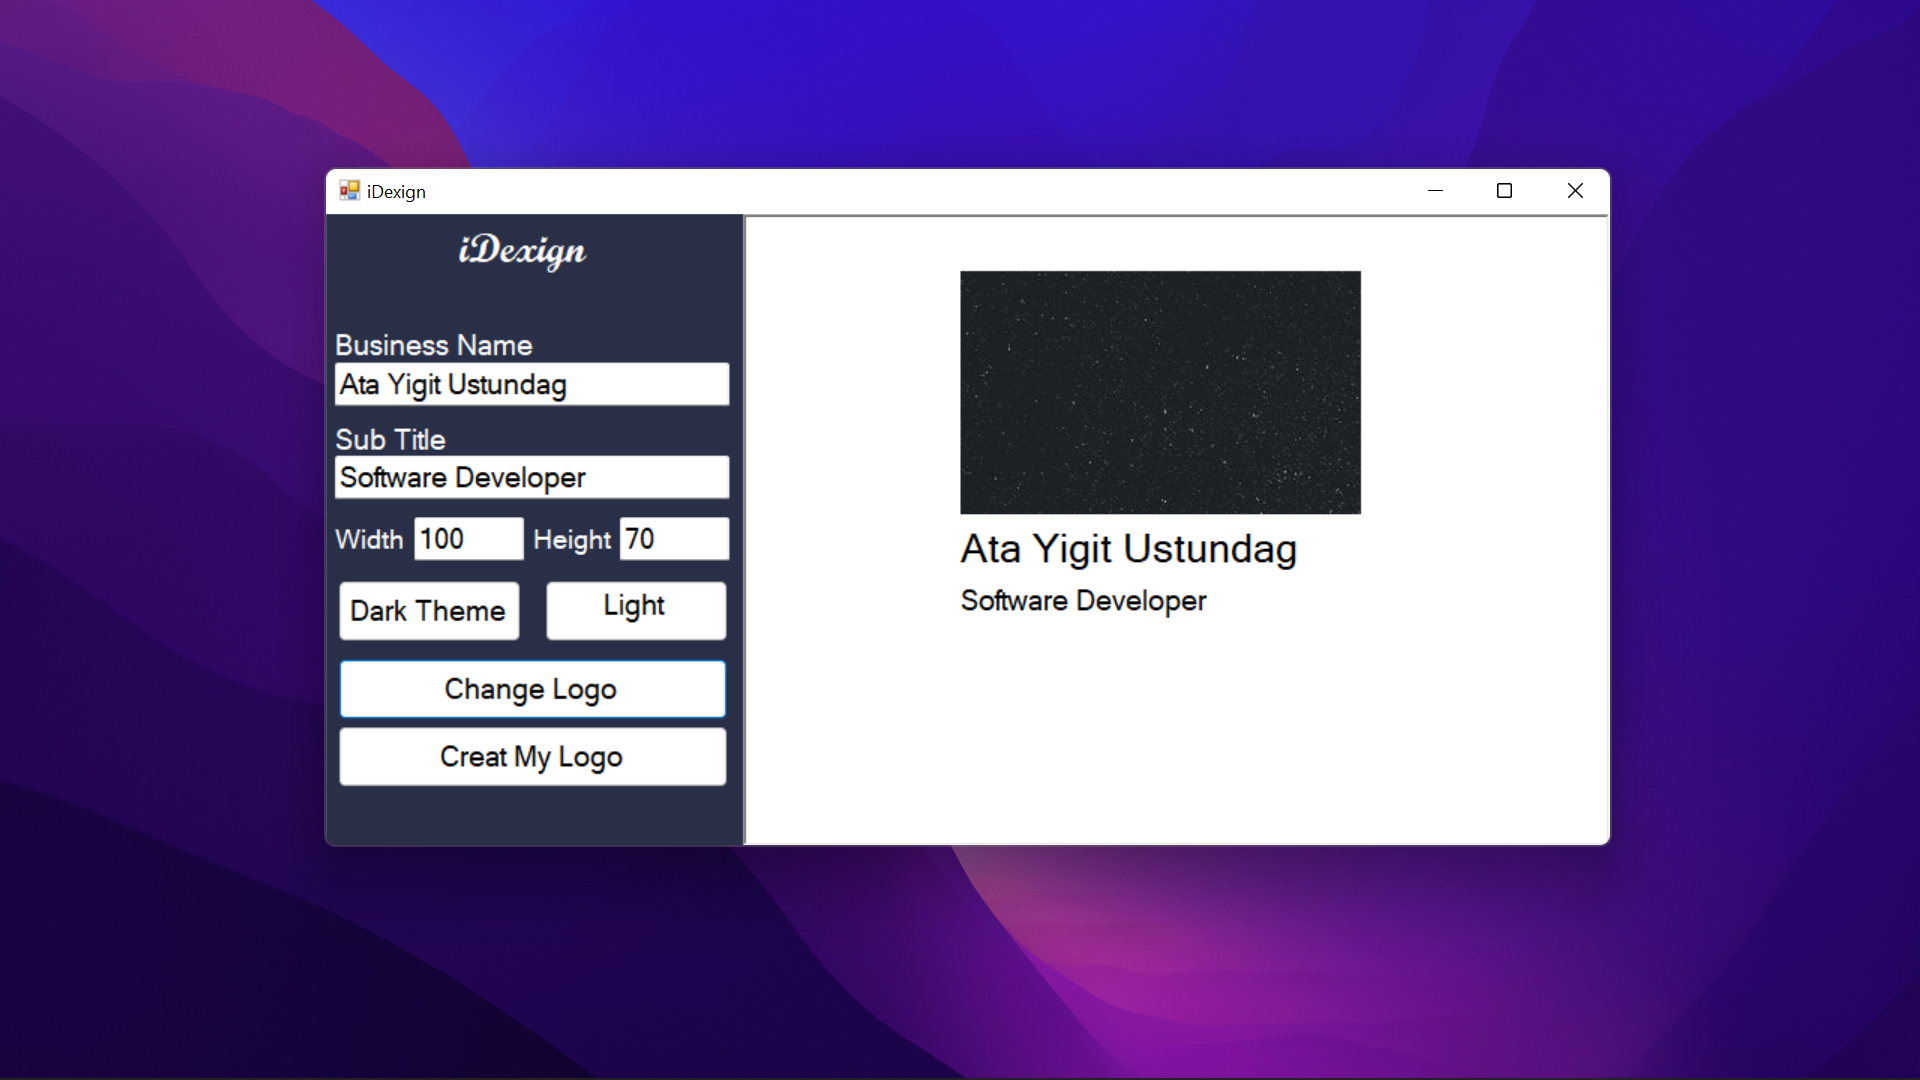 iDexign
iDexign
Business Name
Ata Yigit Ustundag
Sub Title
Software Developer
Width 100 Height 70
Dark Theme Light
Change Logo
Creat My Logo
Ata Yigit Ustundag
Software Developer